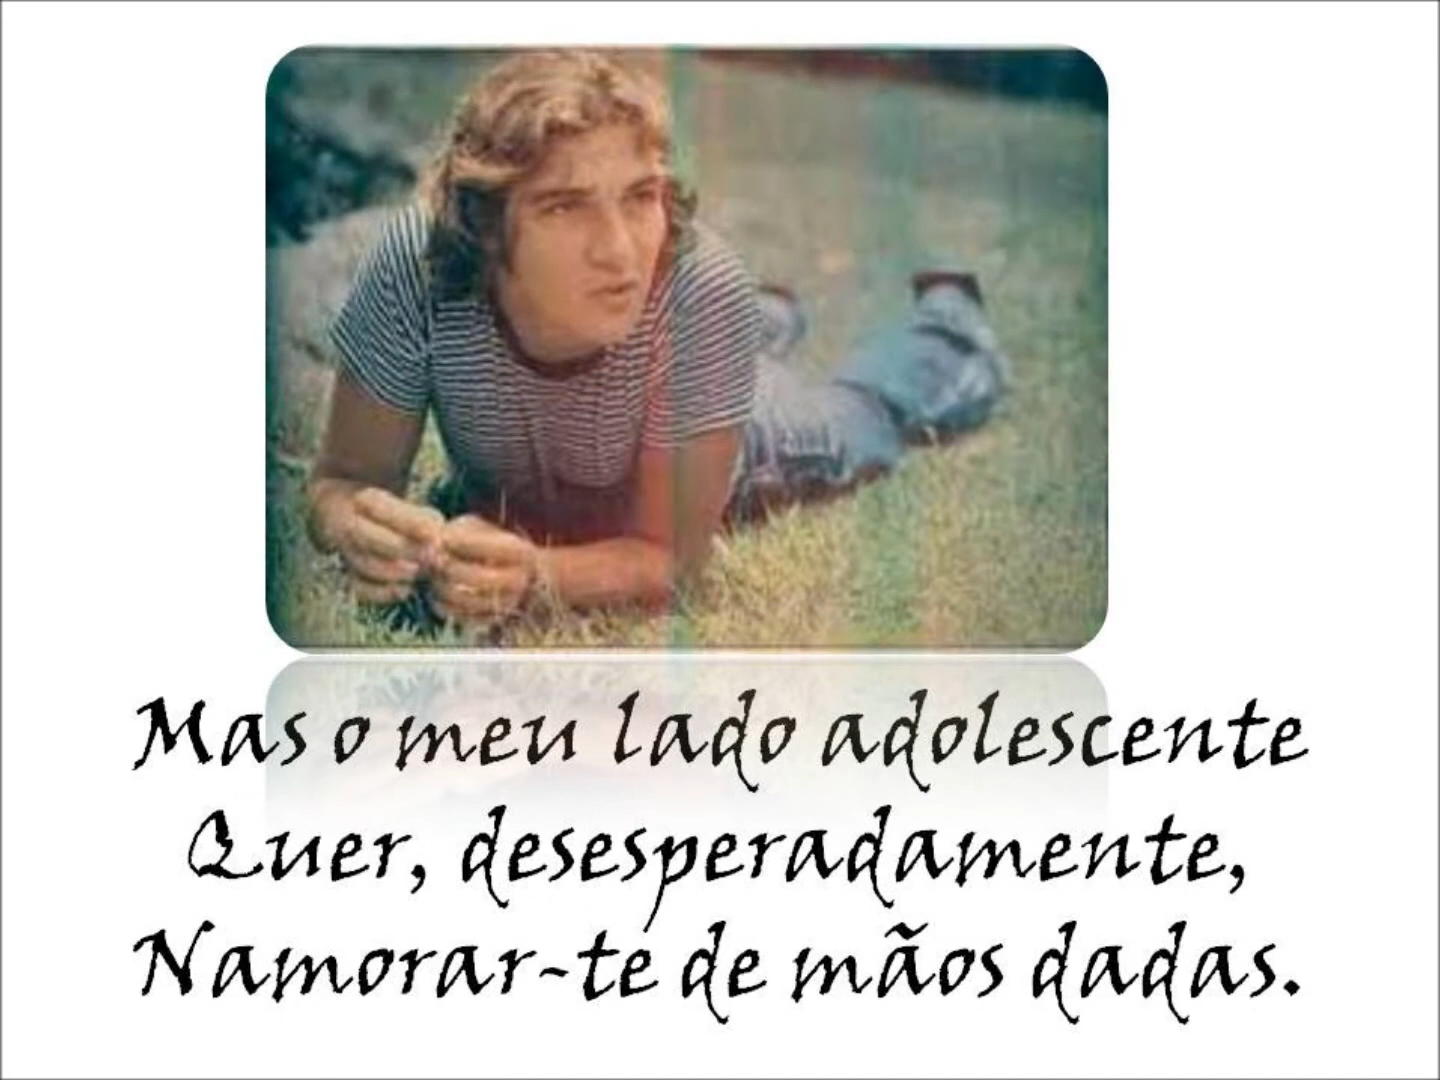 Mas o meu lado adolescente
Quer, desesperadamente,
Namorar-te de mãos dadas.